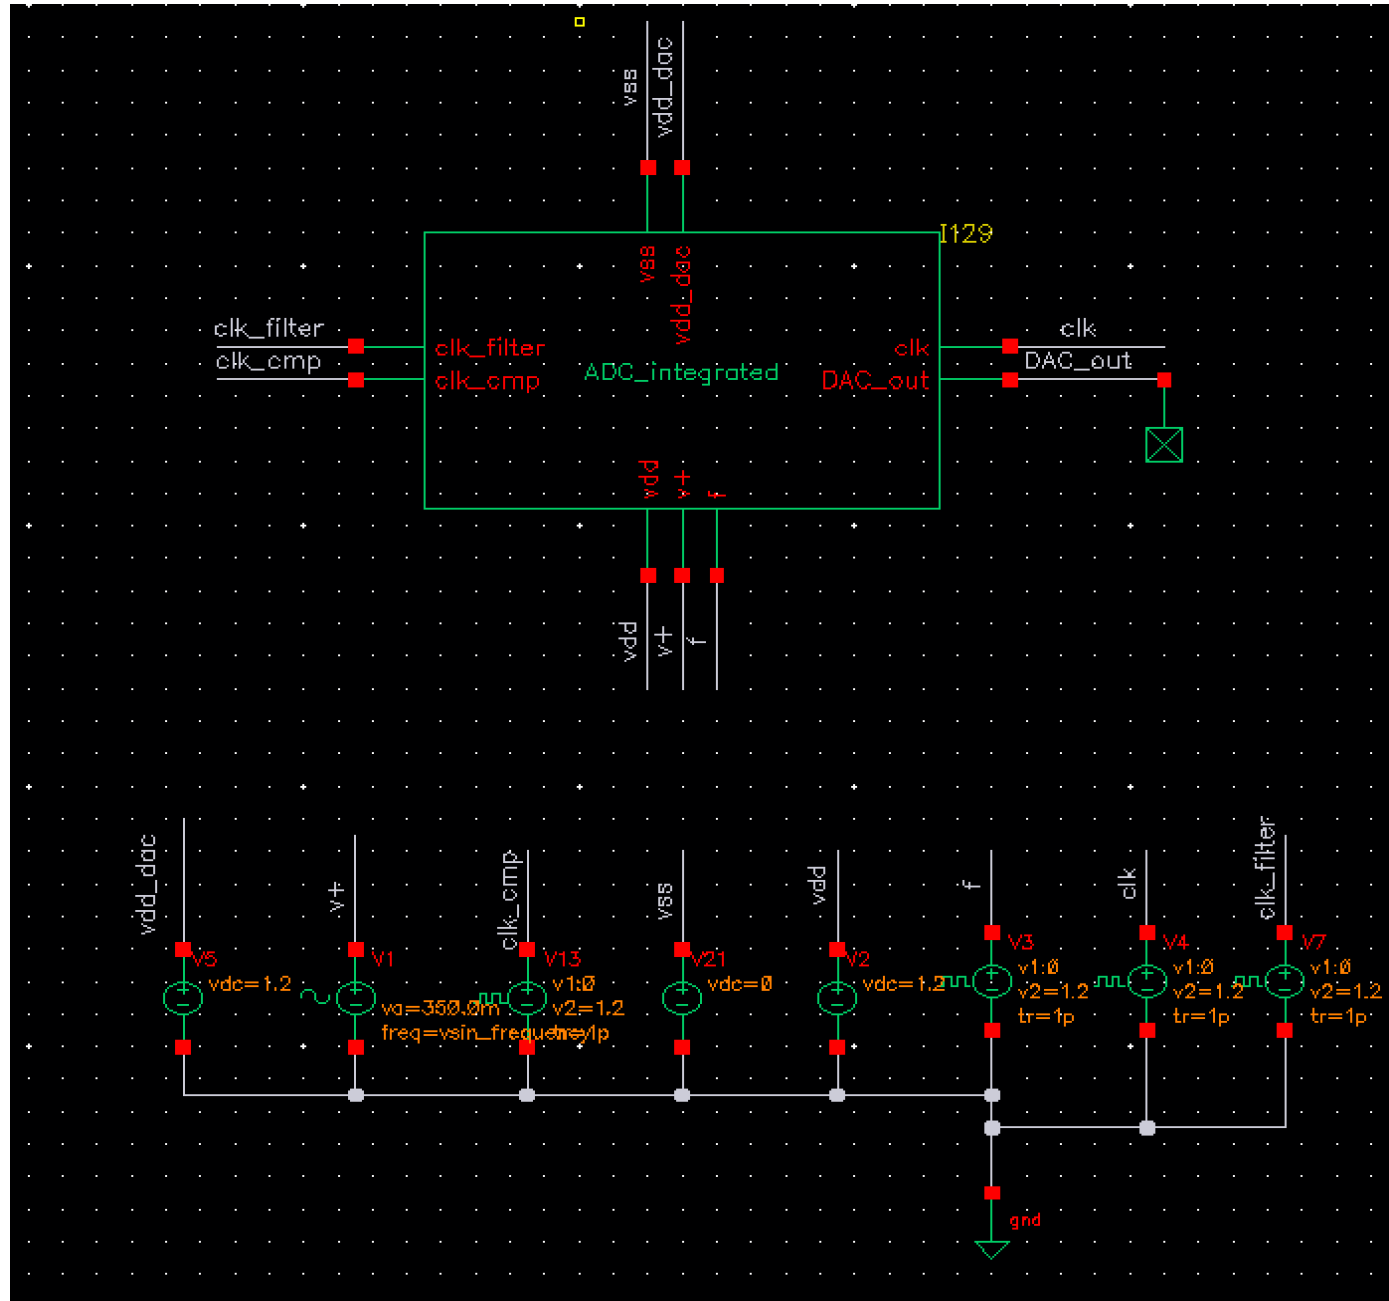 vss
vdd_dac
I129
vss
vdd_dac
clk_filter
clk_cmp
clk_filter
clk_cmp
ADC_integrated
clk
DAC_out
clk
DAC_out
vdd
v+
f
vdd
v+
f
vdd_dac
v+
clk_cmp
vss
vdd
f
clk
clk_filter
V5
vdc=1.2
V1
va=350.0m
freq=vsin_frequency
V13
v1:0
v2=1.2
tr=1p
V21
vdc=0
V2
vdc=1.2
V3
v1:0
v2=1.2
tr=1p
V4
v1:0
v2=1.2
tr=1p
V7
v1:0
v2=1.2
tr=1p
gnd